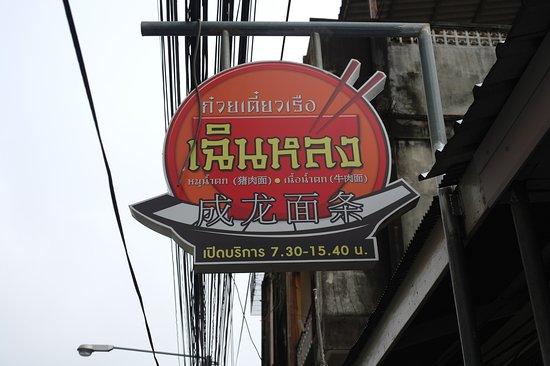 ก๋วยเตี๋ยวเรือ
เฉินหลง
หมูน้ำตก (猪肉面) • เนื้อน้ำตก (牛肉面)
成龙面条
เปิดบริการ 7.30-15.40 น.